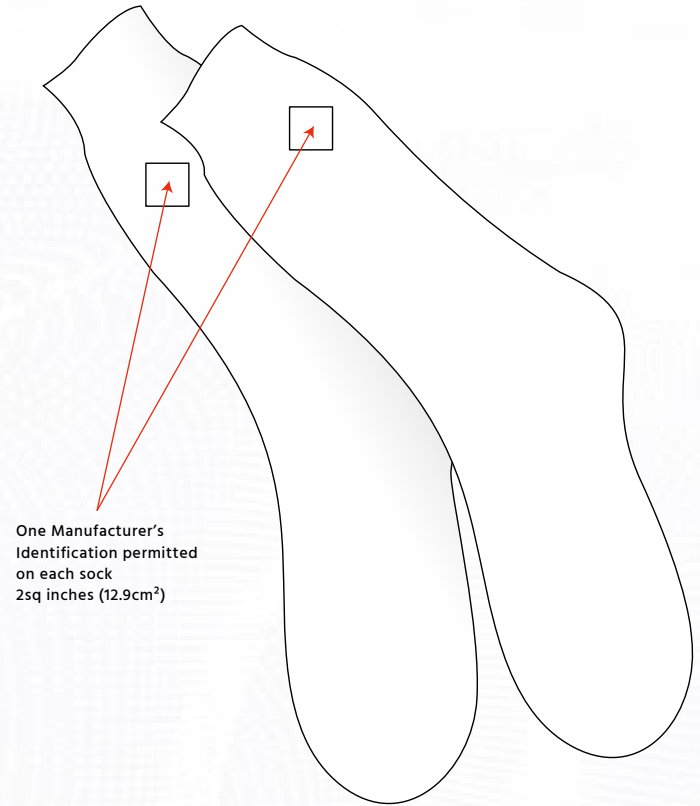 One Manufacturer’s
Identification permitted
on each sock
2sq inches (12.9cm²)